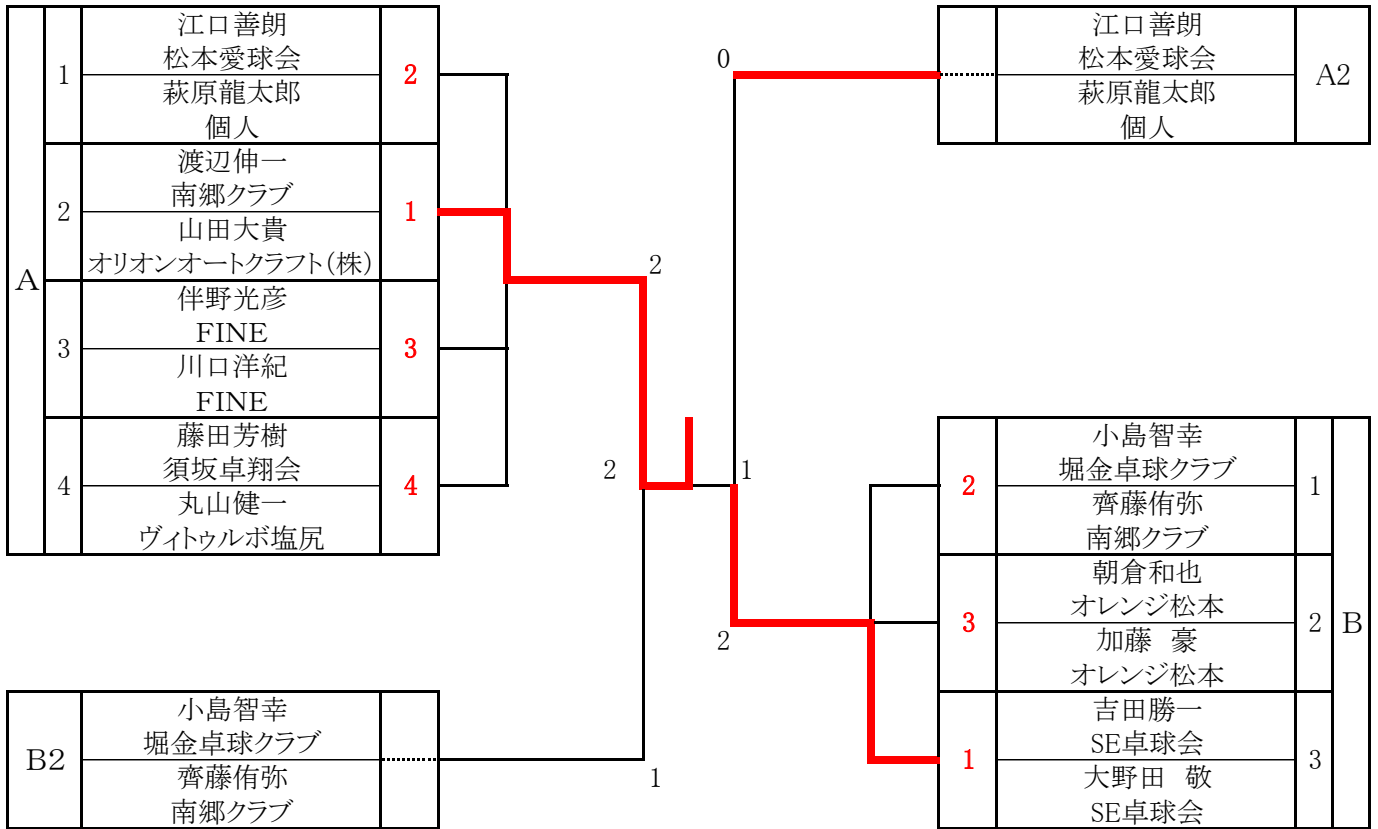 A
1
江口善朗
松本愛球会
萩原龍太郎
個人
2
2
渡辺伸一
南郷クラブ
山田大貴
オリオンオートクラフト(株)
1
3
伴野光彦
FINE
川口洋紀
FINE
3
4
藤田芳樹
須坂卓翔会
丸山健一
ヴィトゥルボ塩尻
4
B2
小島智幸
堀金卓球クラブ
齊藤侑弥
南郷クラブ
2
2
1
0
1
2
江口善朗
松本愛球会
萩原龍太郎
個人
A2
2
小島智幸
堀金卓球クラブ
齊藤侑弥
南郷クラブ
1
3
朝倉和也
オレンジ松本
加藤 豪
オレンジ松本
2
B
1
吉田勝一
SE卓球会
大野田 敬
SE卓球会
3